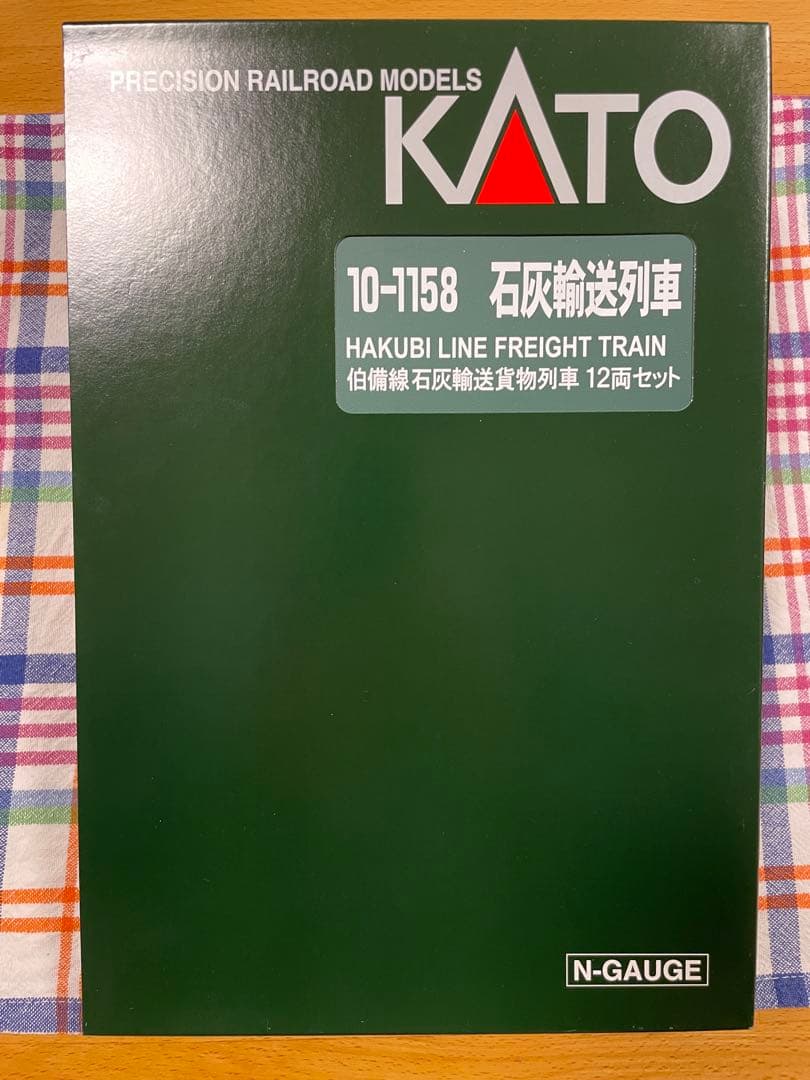 PRECISION RAILROAD MODELS
KATO
10-1158 石灰輸送列車
HAKUBI LINE FREIGHT TRAIN
伯備線石灰輸送貨物列車 12両セット
N-GAUGE